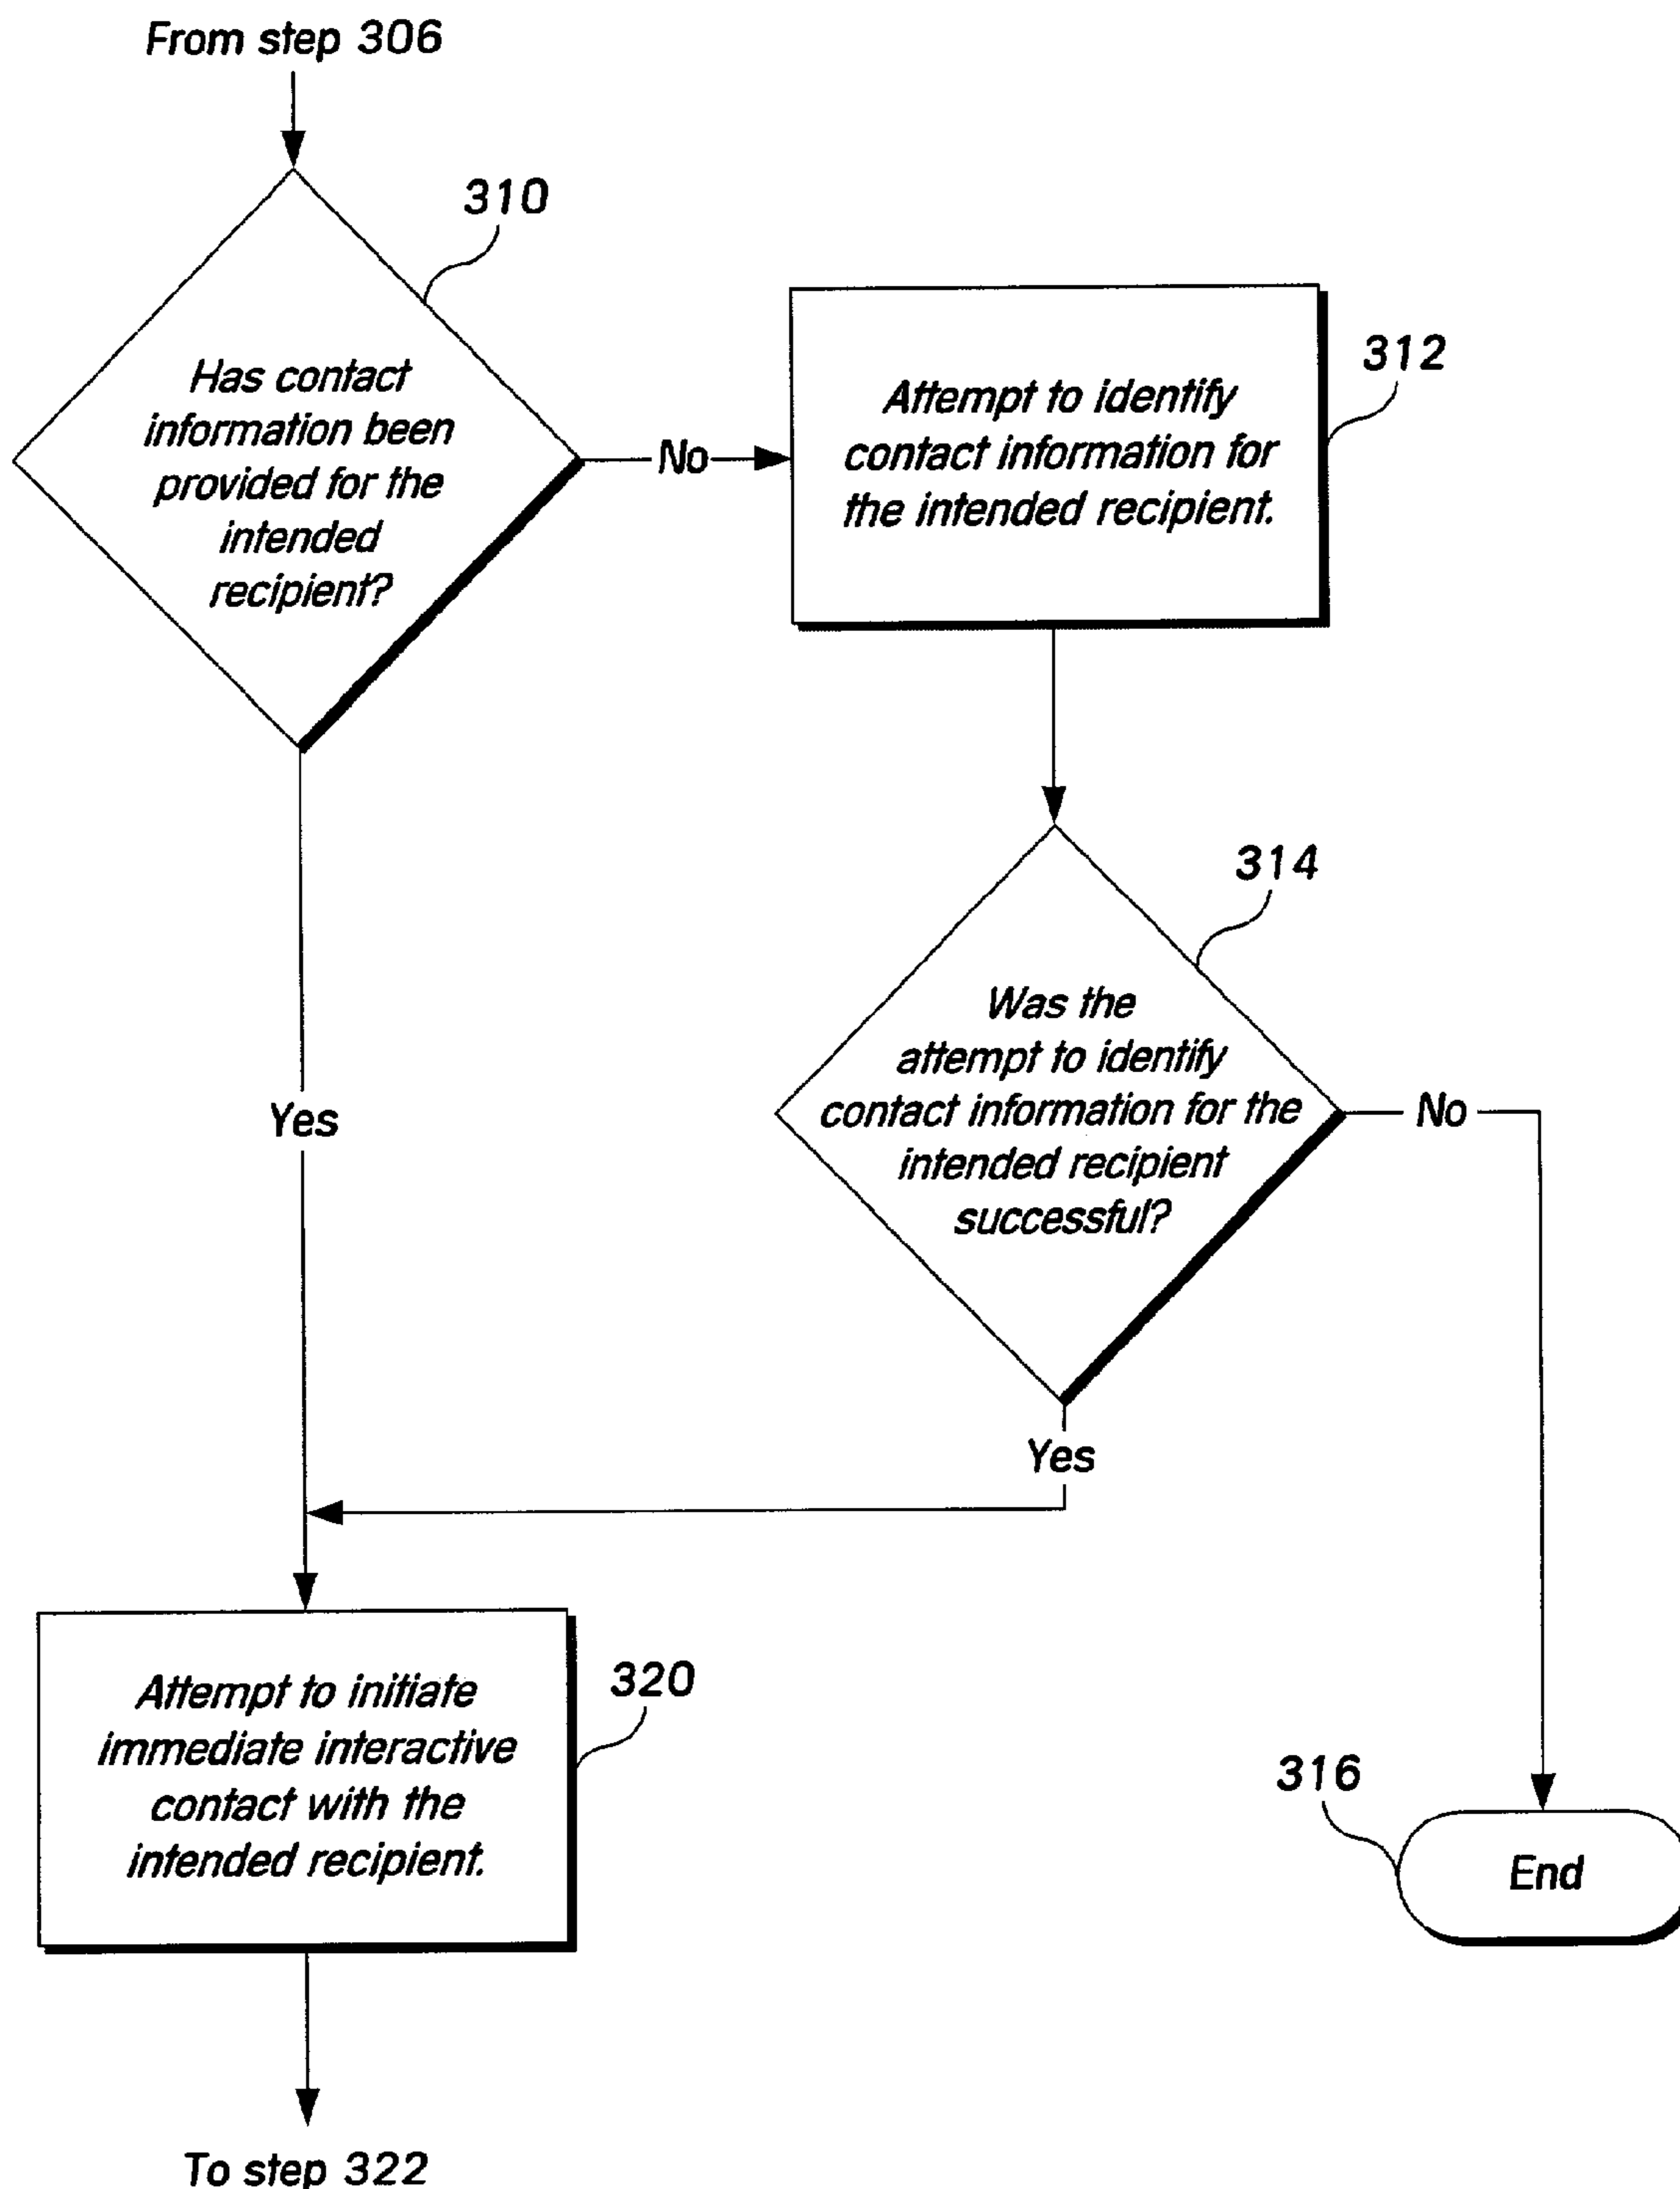 From step 306
310
Has contact
information been
provided for the
intended
recipient?
No
312
Attempt to identify
contact information for
the intended recipient.
314
Was the
attempt to identify
contact information for the
intended recipient
successful?
No
Yes
Yes
320
Attempt to initiate
immediate interactive
contact with the
intended recipient.
316
End
To step 322